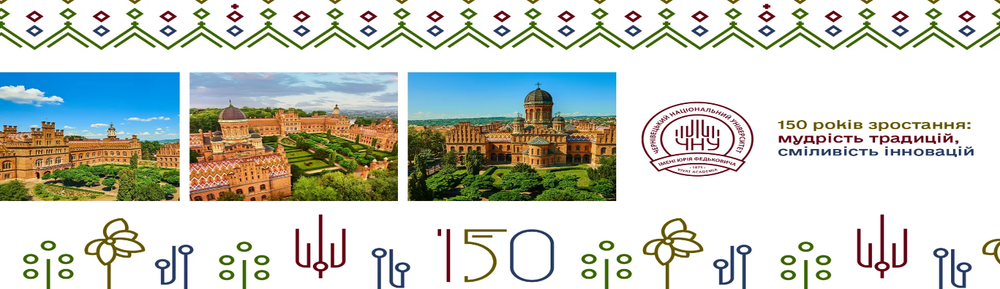 ЧЕРНІВЕЦЬКИЙ НАЦІОНАЛЬНИЙ УНІВЕРСИТЕТ
ЧНУ
ІМЕНІ ЮРІЯ ФЕДЬКОВИЧА
• 1875 •
VIVAT ACADEMIA
150 років зростання:
мудрість традицій,
сміливість інновацій
150